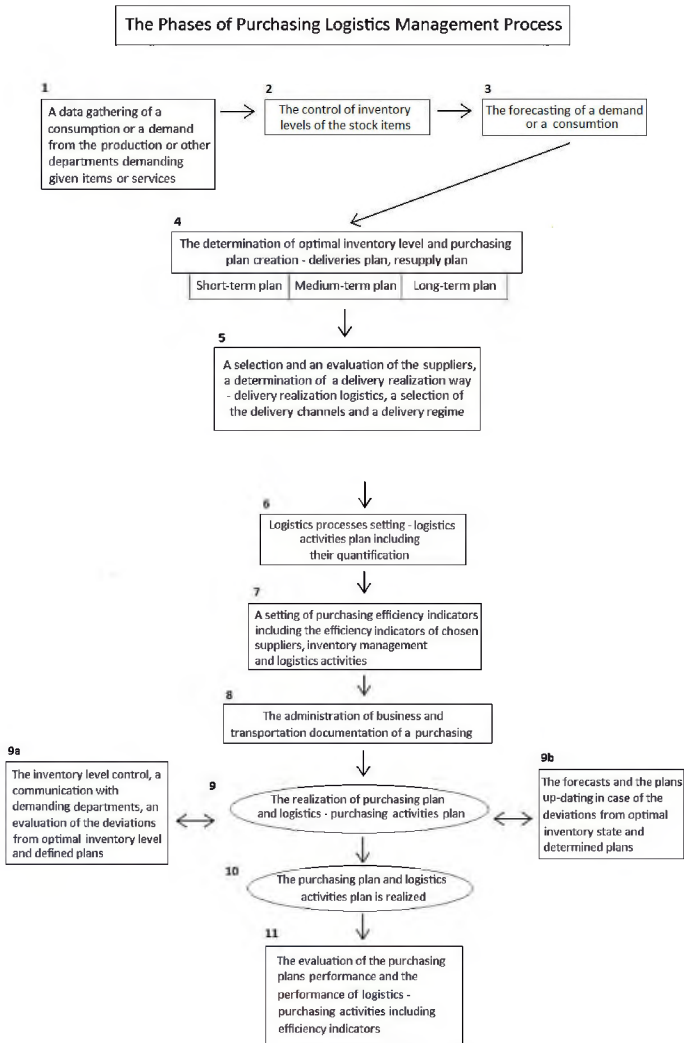 The Phases of Purchasing Logistics Management Process
1
A data gathering of a
consumption or a demand
from the production or other
departments demanding
given items or services
2
The control of inventory
levels of the stock items
3
The forecasting of a demand
or a consumtion
4
The determination of optimal inventory level and purchasing
plan creation - deliveries plan, resupply plan
Short-term plan
Medium-term plan
Long-term plan
5
A selection and an evaluation of the suppliers,
a determination of a delivery realization way
- delivery realization logistics, a selection of
the delivery channels and a delivery regime
6
Logistics processes setting - logistics
activities plan including
their quantification
7
A setting of purchasing efficiency indicators
including the efficiency indicators of chosen
suppliers, inventory management
and logistics activities
8
The administration of business and
transportation documentation of a purchasing
9a
The inventory level control, a
communication with
demanding departments, an
evaluation of the deviations
from optimal inventory level
and defined plans
9
The realization of purchasing plan
and logistics - purchasing activities plan
9b
The forecasts and the plans
up-dating in case of the
deviations from optimal
inventory state and
determined plans
10
The purchasing plan and logistics
activities plan is realized
11
The evaluation of the purchasing
plans performance and the
performance of logistics -
purchasing activities including
efficiency indicators